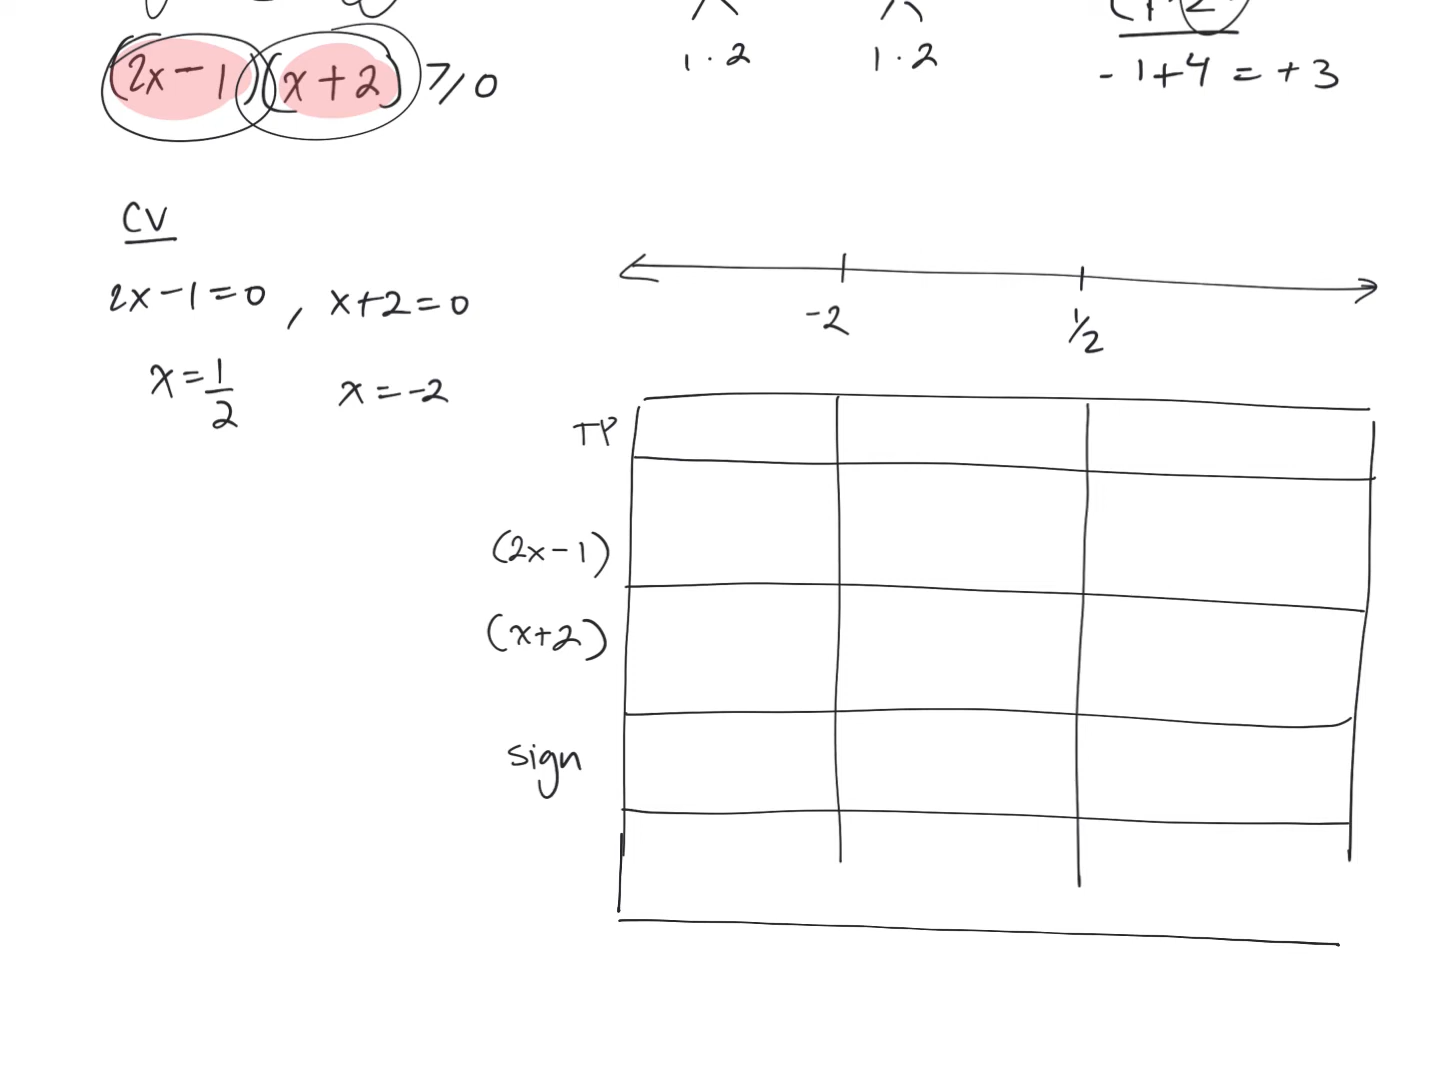 1 · 2    1 · 2
(2x-1)(x+2) ≥ 0
-1+4 = +3
CV
2x-1=0 , x+2=0
x=1/2    x=-2
-2    1/2
TP
(2x-1)
(x+2)
sign